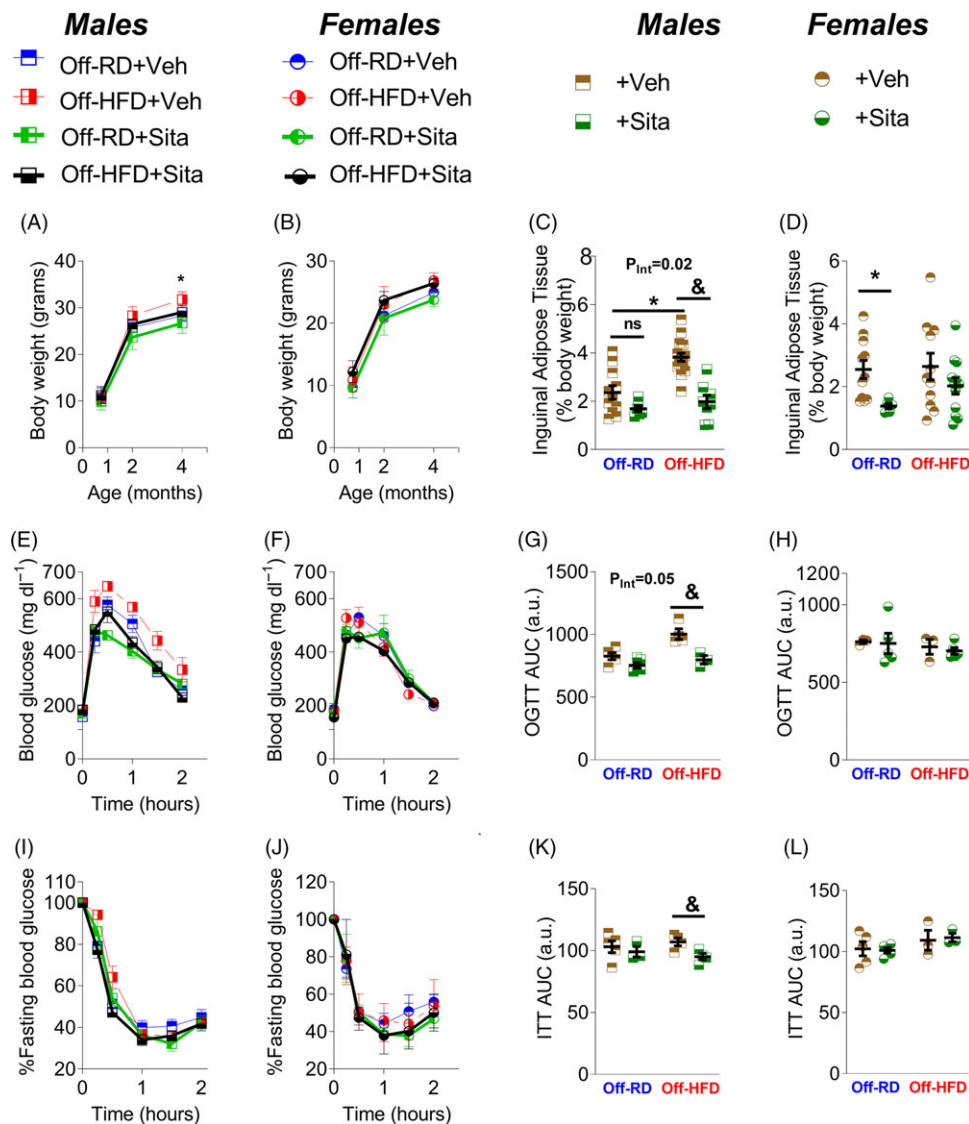 Males
Females
Males
Females
Off-RD+Veh
Off-RD+Veh
+Veh
+Veh
Off-HFD+Veh
Off-HFD+Veh
+Sita
+Sita
Off-RD+Sita
Off-RD+Sita
Off-HFD+Sita
Off-HFD+Sita
(A)
Body weight (grams)
40
30
20
10
0
*
0 1 2 4
Age (months)
(B)
Body weight (grams)
30
20
10
0
0 1 2 4
Age (months)
(C)
Inguinal Adipose Tissue
(% body weight)
8
6
4
2
0
P_Int=0.02
&
*
ns
Off-RD Off-HFD
(D)
Inguinal Adipose Tissue
(% body weight)
6
4
2
0
*
Off-RD Off-HFD
(E)
Blood glucose (mg dl⁻¹)
700
600
400
200
0
0 1 2
Time (hours)
(F)
Blood glucose (mg dl⁻¹)
700
600
400
200
0
0 1 2
Time (hours)
(G)
OGTT AUC (a.u.)
1500
1000
500
0
P_Int=0.05
&
Off-RD Off-HFD
(H)
OGTT AUC (a.u.)
1200
1000
500
0
Off-RD Off-HFD
(I)
%Fasting blood glucose
110
100
80
60
40
20
0 1 2
Time (hours)
(J)
%Fasting blood glucose
120
100
80
60
40
20
0 1 2
Time (hours)
(K)
ITT AUC (a.u.)
150
100
50
0
&
Off-RD Off-HFD
(L)
ITT AUC (a.u.)
150
100
50
0
Off-RD Off-HFD